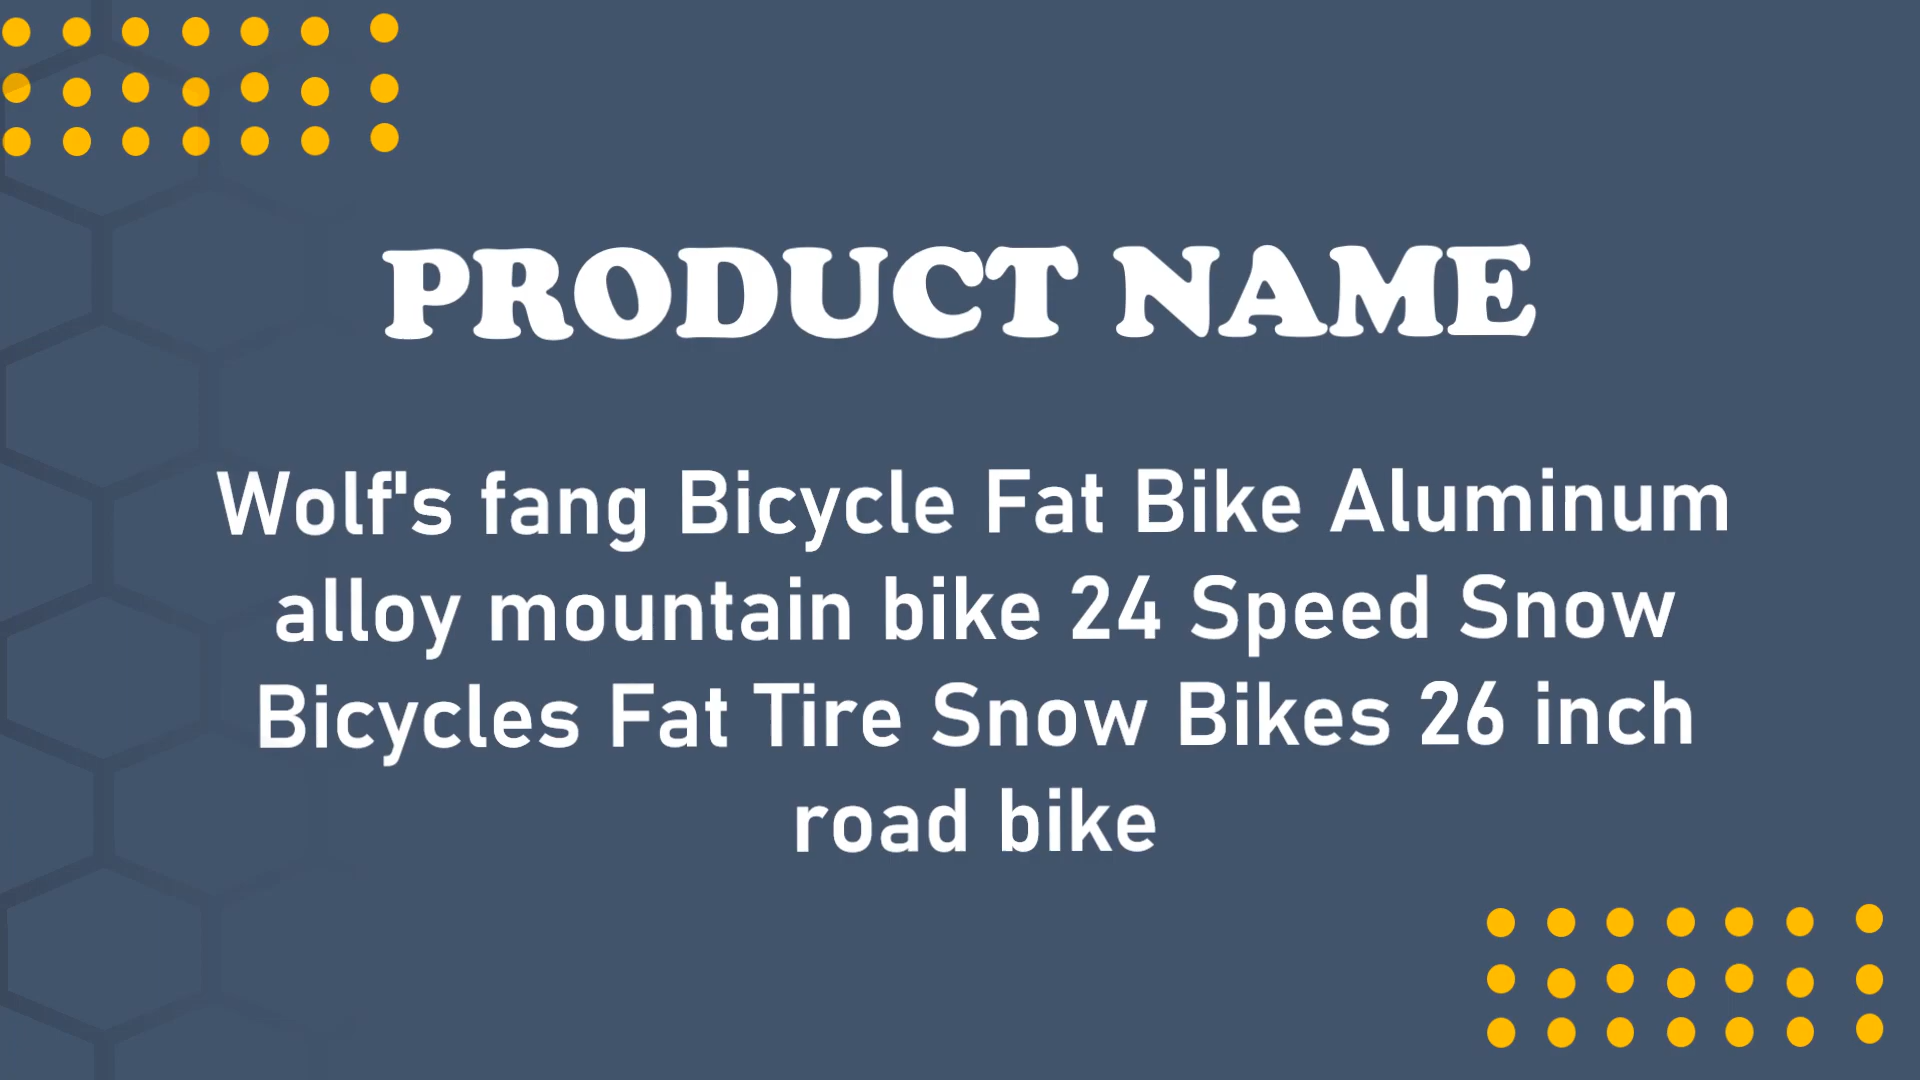 PRODUCT NAME
Wolf's fang Bicycle Fat Bike Aluminum
alloy mountain bike 24 Speed Snow
Bicycles Fat Tire Snow Bikes 26 inch
road bike